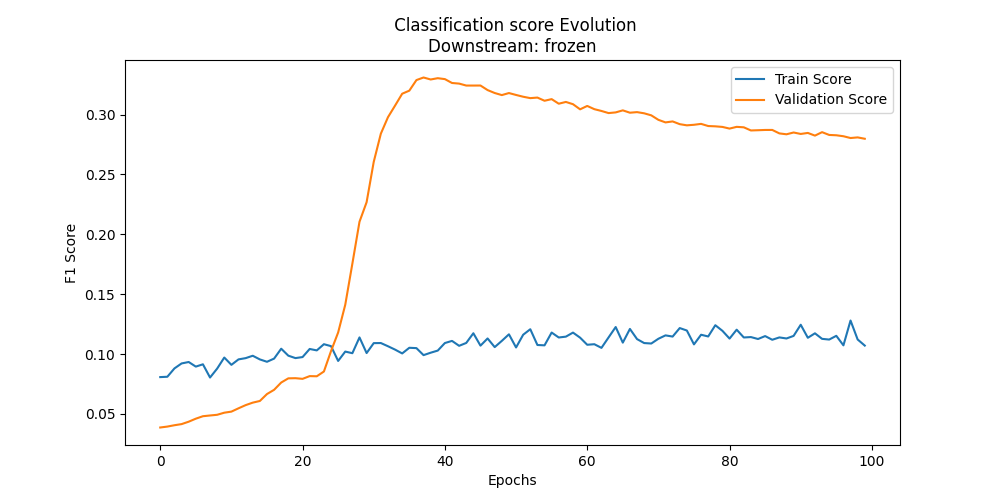 Classification score Evolution
Downstream: frozen
Train Score
Validation Score
F1 Score
0.30
0.25
0.20
0.15
0.10
0.05
0 20 40 60 80 100
Epochs